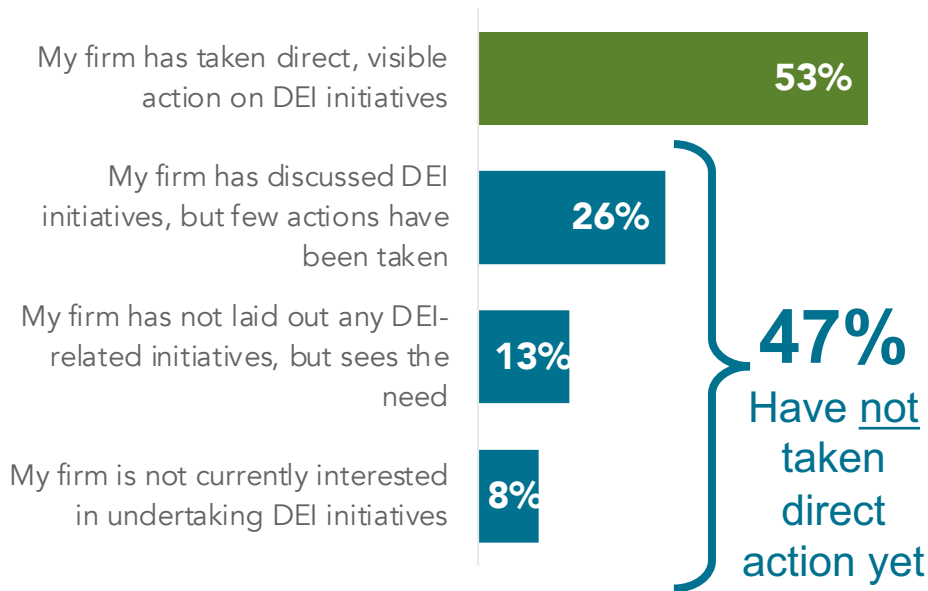 My firm has taken direct, visible
action on DEI initiatives
53%
My firm has discussed DEI
initiatives, but few actions have
been taken
26%
My firm has not laid out any DEI-
related initiatives, but sees the
need
13%
My firm is not currently interested
in undertaking DEI initiatives
8%
47%
Have not
taken
direct
action yet